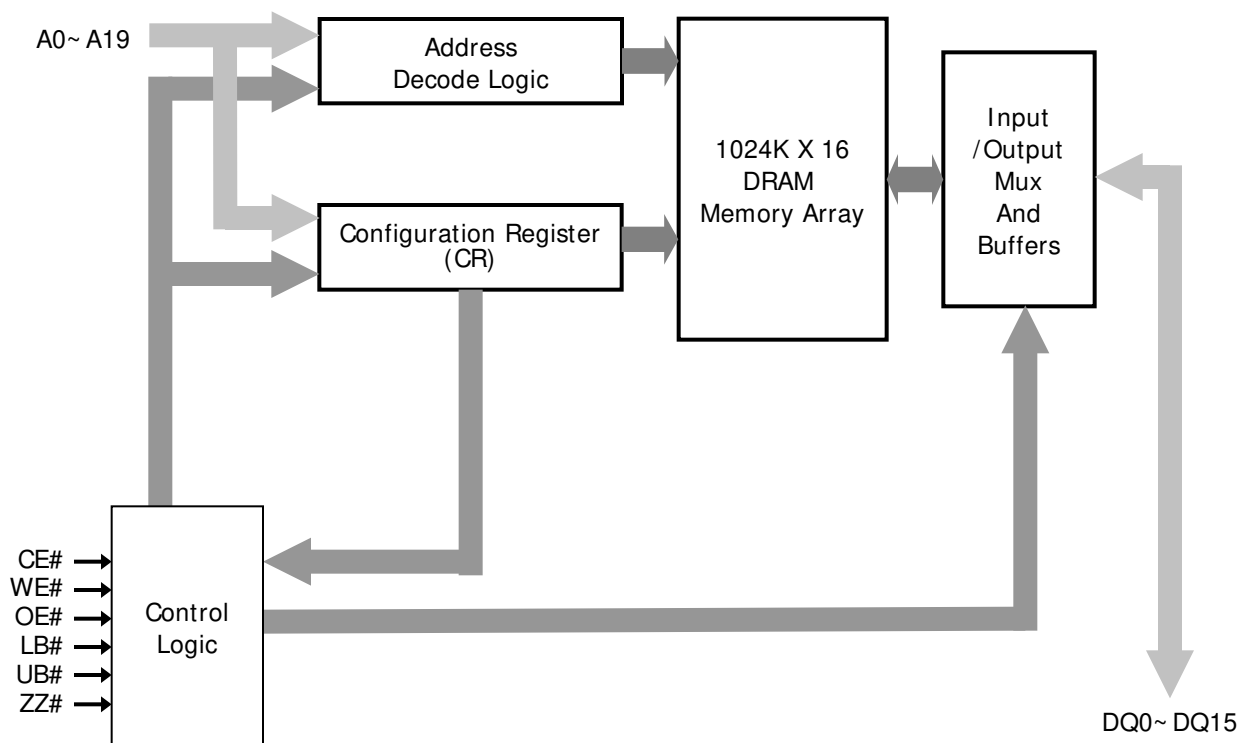 A0~ A19
Address
Decode Logic
1024K X 16
DRAM
Memory Array
Input
/Output
Mux
And
Buffers
Configuration Register
(CR)
CE#
WE#
OE#
LB#
UB#
ZZ#
Control
Logic
DQ0~ DQ15